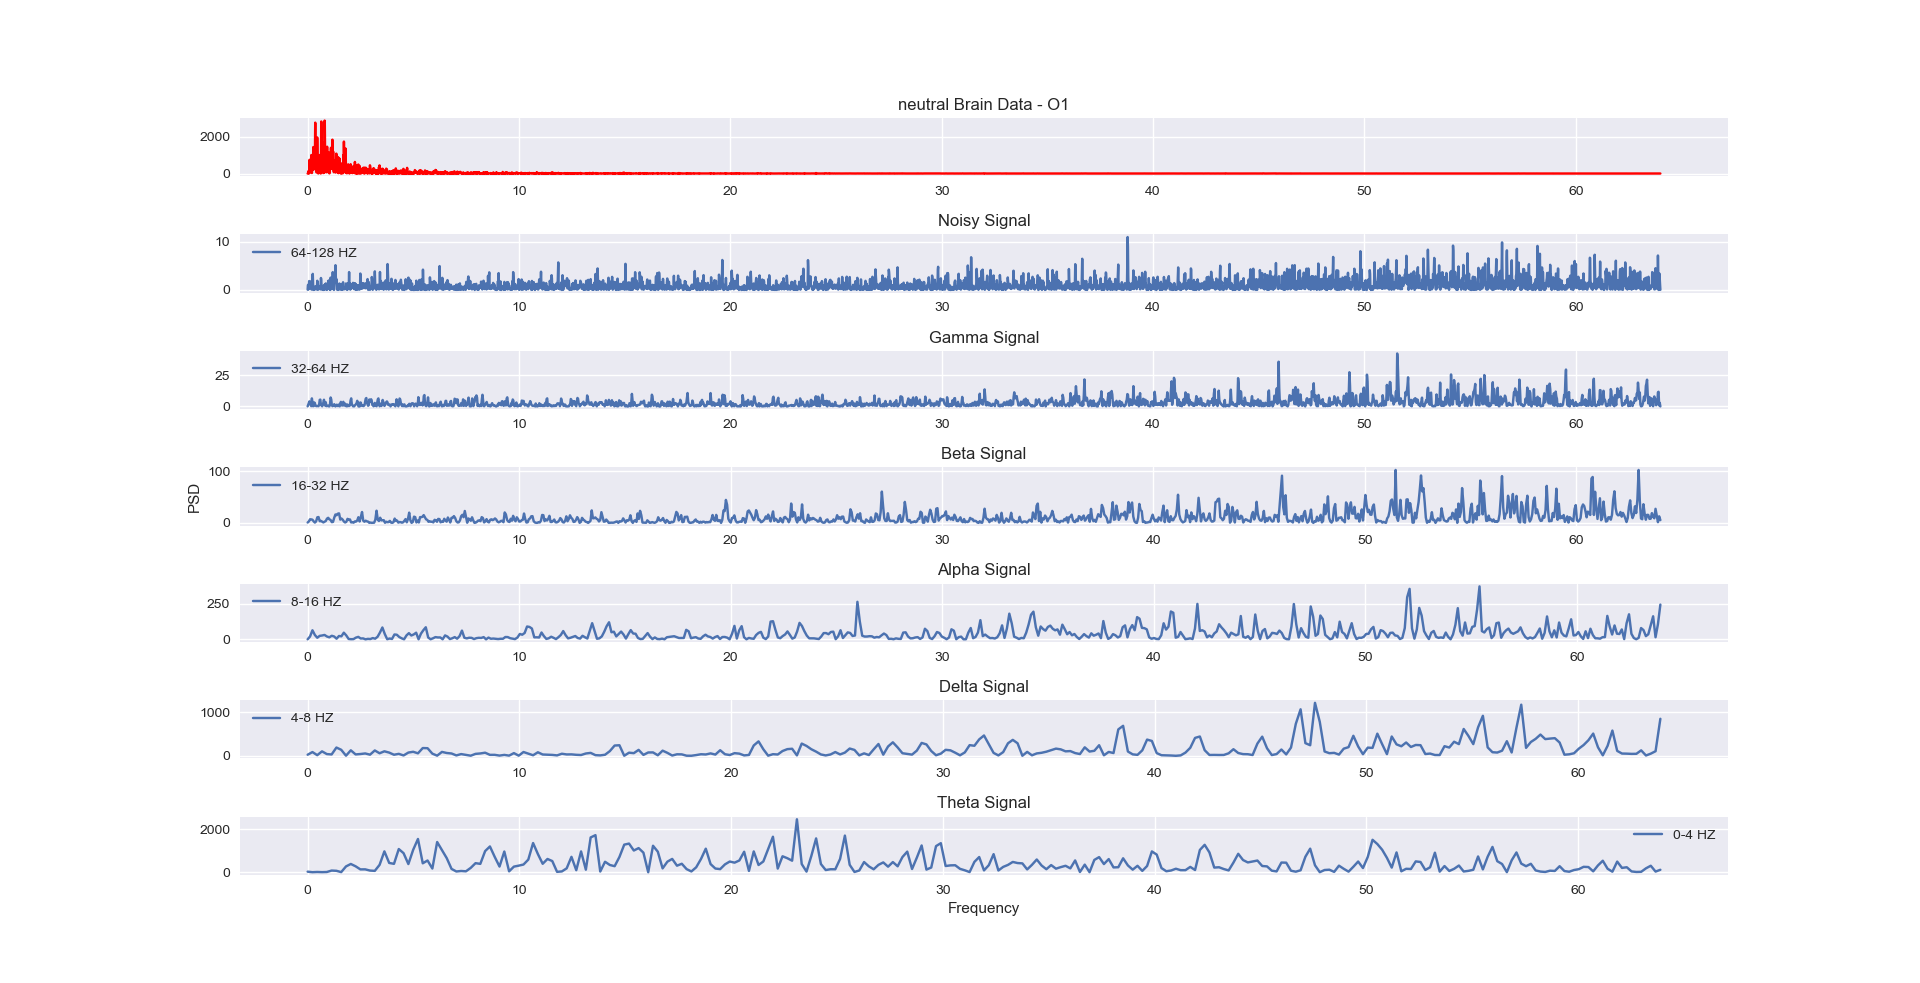 neutral Brain Data - O1
2000
0
0 10 20 30 40 50 60
Noisy Signal
10
0
64-128 HZ
0 10 20 30 40 50 60
Gamma Signal
25
0
32-64 HZ
0 10 20 30 40 50 60
Beta Signal
100
0
16-32 HZ
PSD
0 10 20 30 40 50 60
Alpha Signal
250
0
8-16 HZ
0 10 20 30 40 50 60
Delta Signal
1000
0
4-8 HZ
0 10 20 30 40 50 60
Theta Signal
2000
0
0-4 HZ
0 10 20 30 40 50 60
Frequency